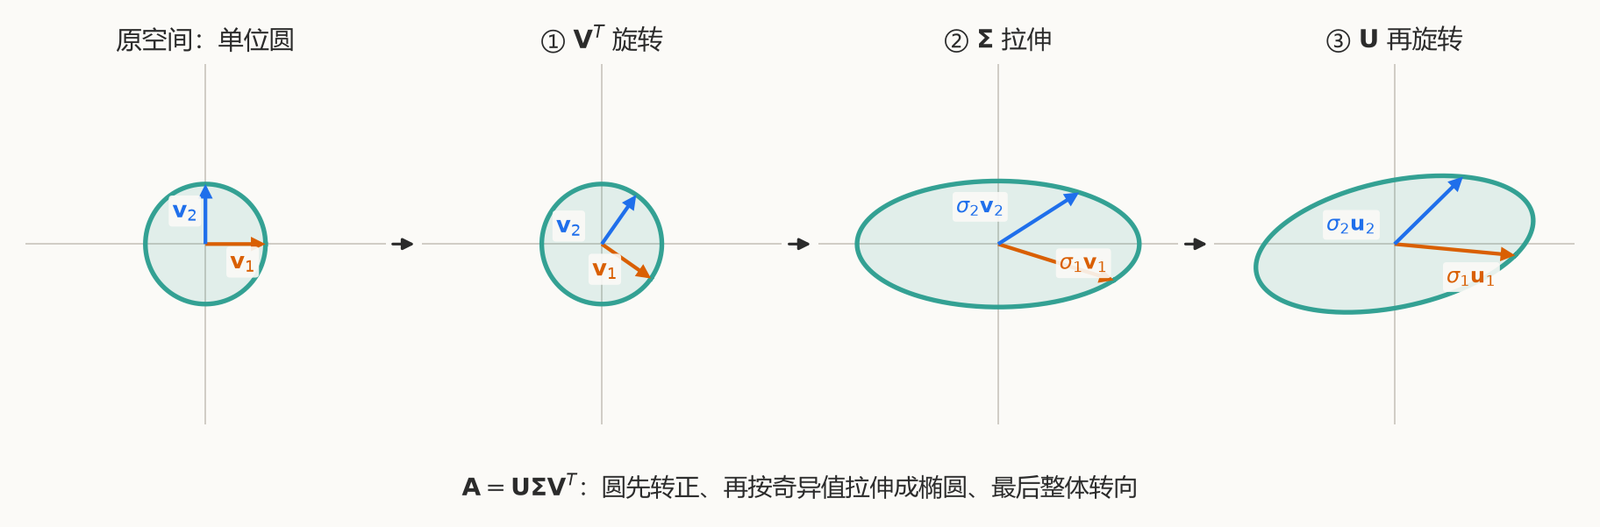 原空间：单位圆
① Vᵀ 旋转
② Σ 拉伸
③ U 再旋转
v₂
v₁
v₂
v₁
σ₂v₂
σ₁v₁
σ₂u₂
σ₁u₁
A = UΣVᵀ：圆先转正、再按奇异值拉伸成椭圆、最后整体转向